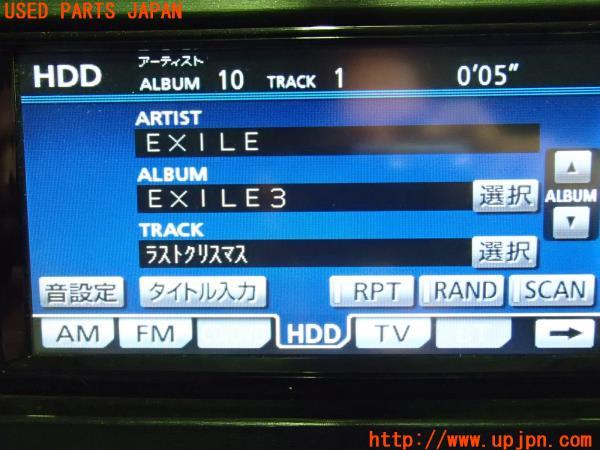 USED PARTS JAPAN
HDD
アーティスト
ALBUM 10 TRACK 1 0'05"
ARTIST
EXILE
ALBUM
EXILE3 選択
ALBUM
TRACK
ラストクリスマス 選択
音設定 タイトル入力 RPT RAND SCAN
AM FM HDD TV
http://www.upjpn.com/